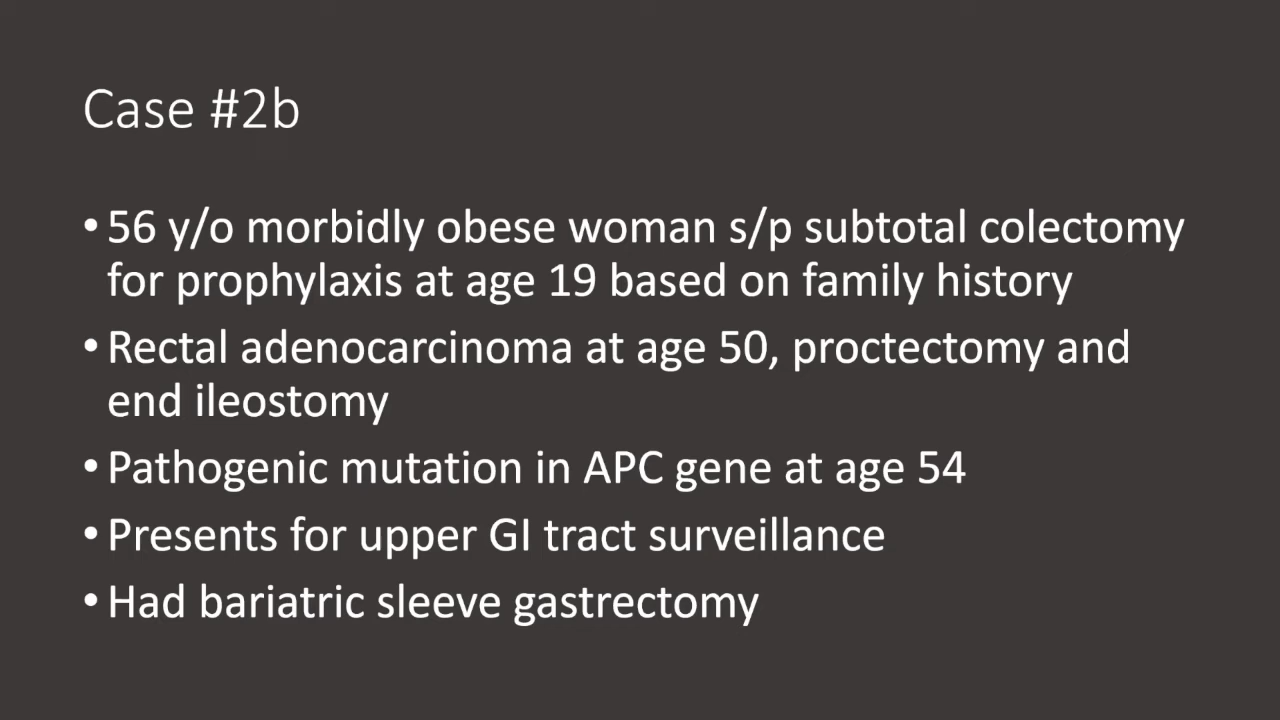 Case #2b
• 56 y/o morbidly obese woman s/p subtotal colectomy
for prophylaxis at age 19 based on family history
• Rectal adenocarcinoma at age 50, proctectomy and
end ileostomy
• Pathogenic mutation in APC gene at age 54
• Presents for upper GI tract surveillance
• Had bariatric sleeve gastrectomy